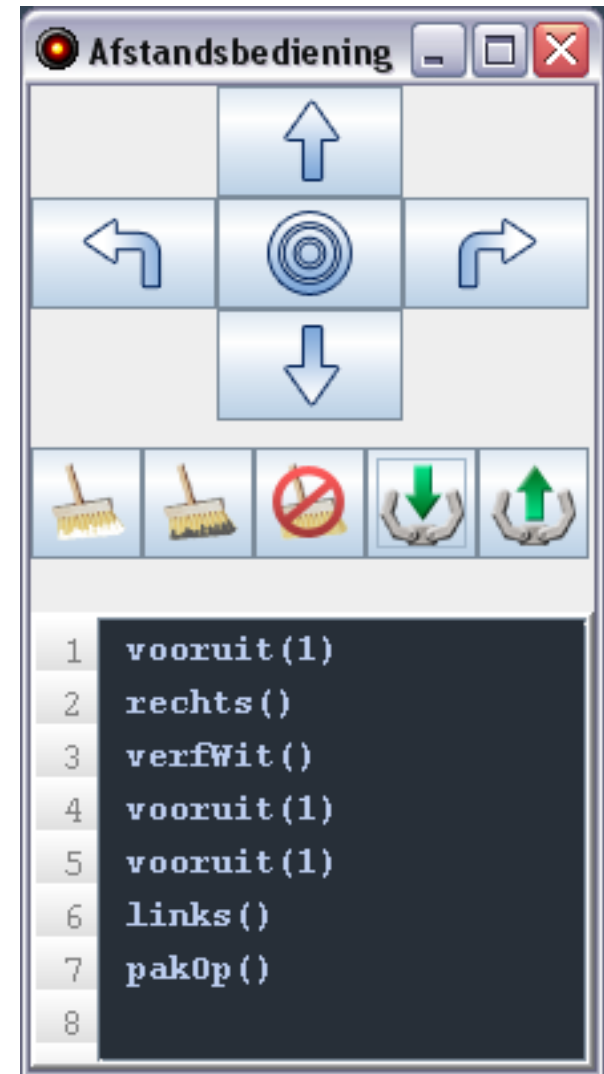 Afstandsbediening
1 vooruit(1)
2 rechts()
3 verfWit()
4 vooruit(1)
5 vooruit(1)
6 links()
7 pakOp()
8